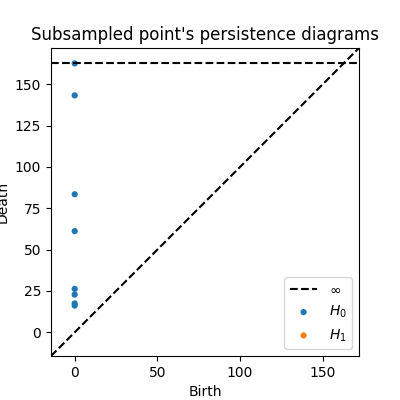 Subsampled point's persistence diagrams
150
125
100
75
50
25
0
Death
0 50 100 150
Birth
∞
H₀
H₁